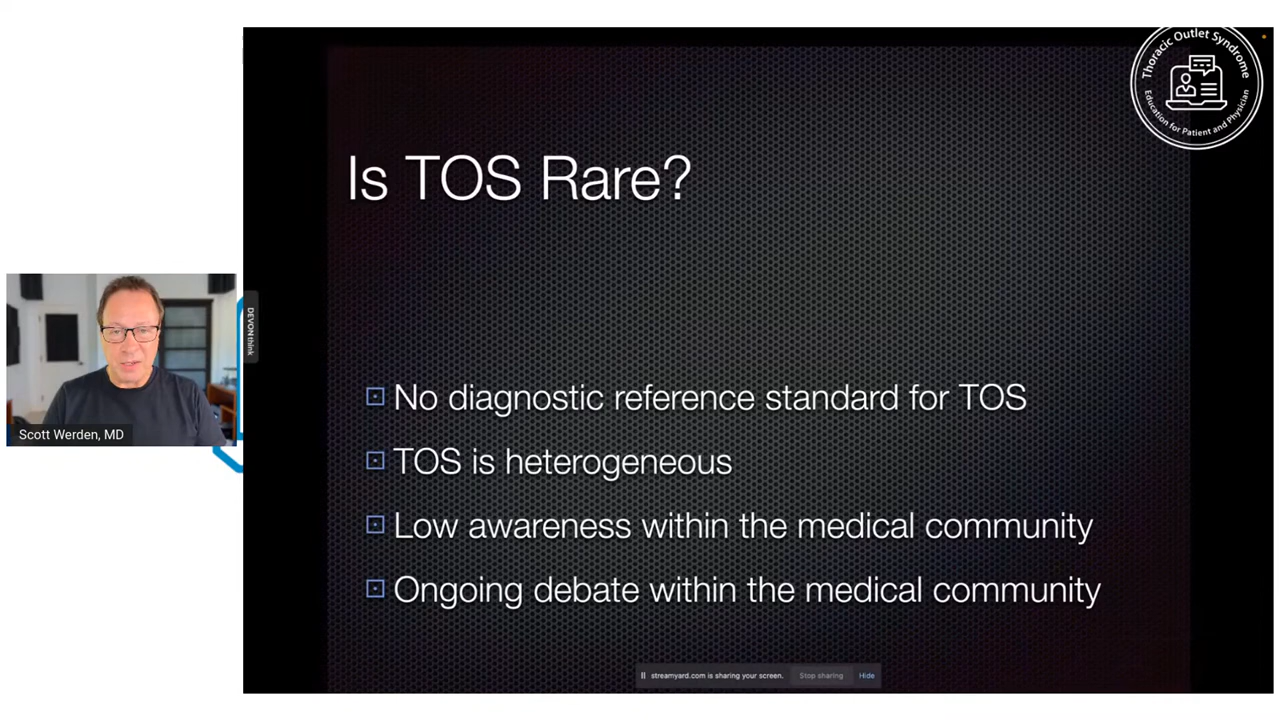 Thoracic Outlet Syndrome
Education for Patient and Physician
Is TOS Rare?
DEVONthink
No diagnostic reference standard for TOS
TOS is heterogeneous
Scott Werden, MD
Low awareness within the medical community
Ongoing debate within the medical community
streamyard.com is sharing your screen. Stop sharing Hide